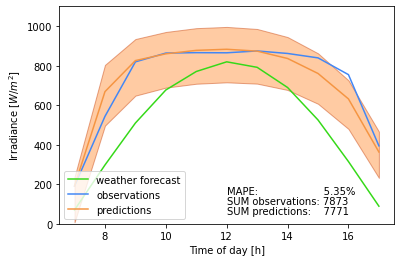 1000
800
600
400
200
0
Irradiance [W/m²]
weather forecast
observations
predictions
MAPE: 5.35%
SUM observations: 7873
SUM predictions: 7771
8 10 12 14 16
Time of day [h]